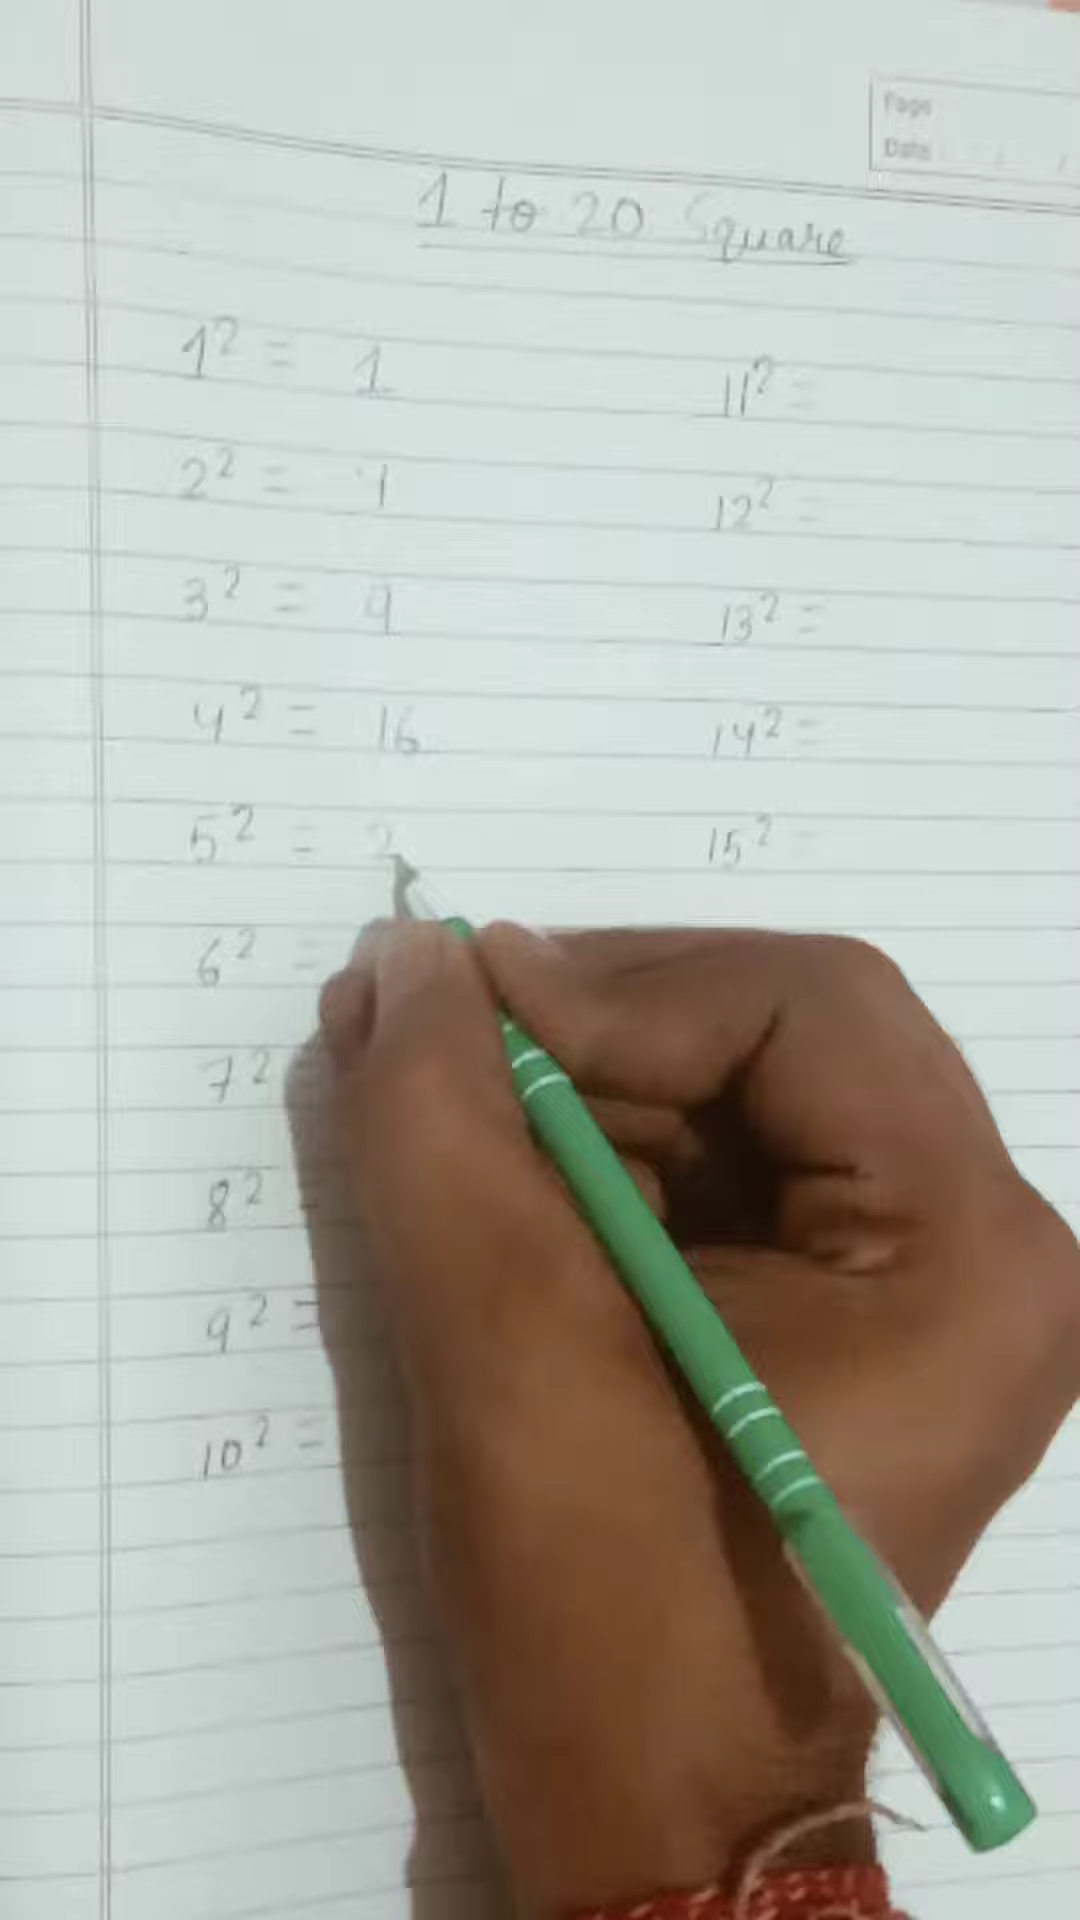 Page
Date
1 to 20 Square
1² = 1
11² =
2² = 4
12² =
3² = 9
13² =
4² = 16
14² =
5² = 2
15² =
6² =
7²
8²
9² =
10² =